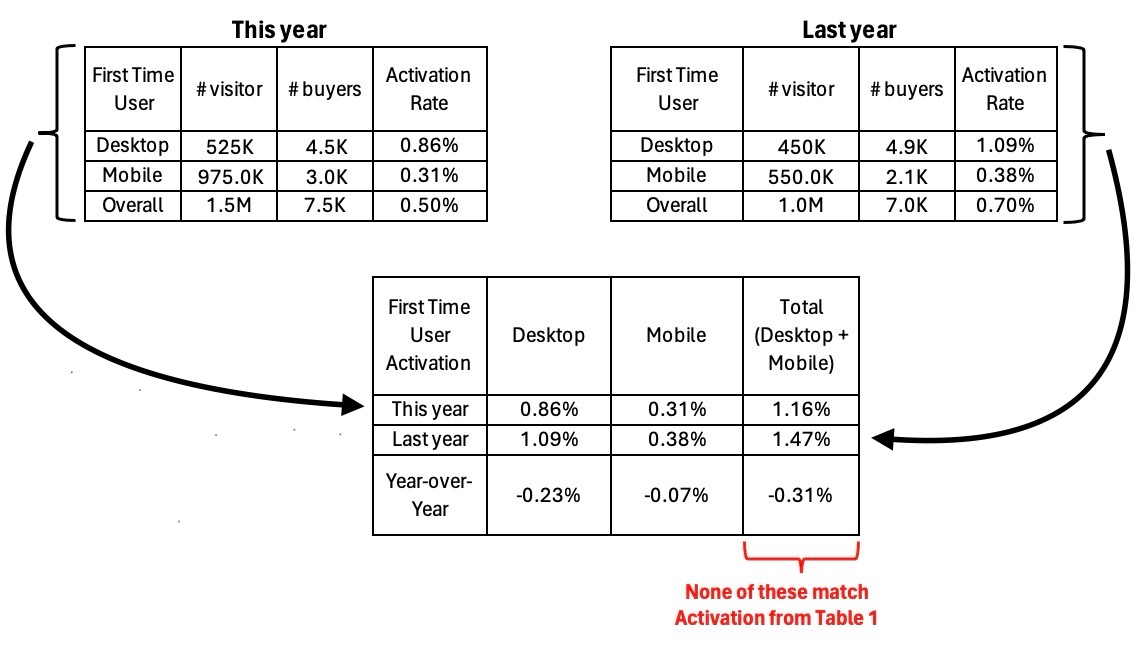 This year
First Time User # visitor # buyers Activation Rate
Desktop 525K 4.5K 0.86%
Mobile 975.0K 3.0K 0.31%
Overall 1.5M 7.5K 0.50%
Last year
First Time User # visitor # buyers Activation Rate
Desktop 450K 4.9K 1.09%
Mobile 550.0K 2.1K 0.38%
Overall 1.0M 7.0K 0.70%
First Time User Activation Desktop Mobile Total (Desktop + Mobile)
This year 0.86% 0.31% 1.16%
Last year 1.09% 0.38% 1.47%
Year-over-Year -0.23% -0.07% -0.31%
None of these match
Activation from Table 1